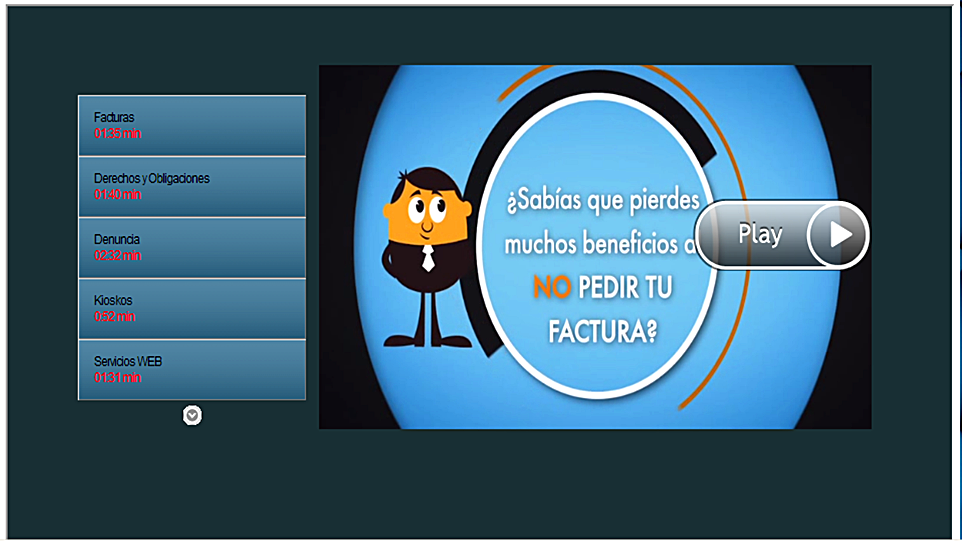 Facturas
01:35 min
Derechos y Obligaciones
01:40 min
Denuncia
02:32 min
Kioskos
0:52 min
Servicios WEB
01:31 min
¿Sabías que pierdes
muchos beneficios a
NO PEDIR TU
FACTURA?
Play